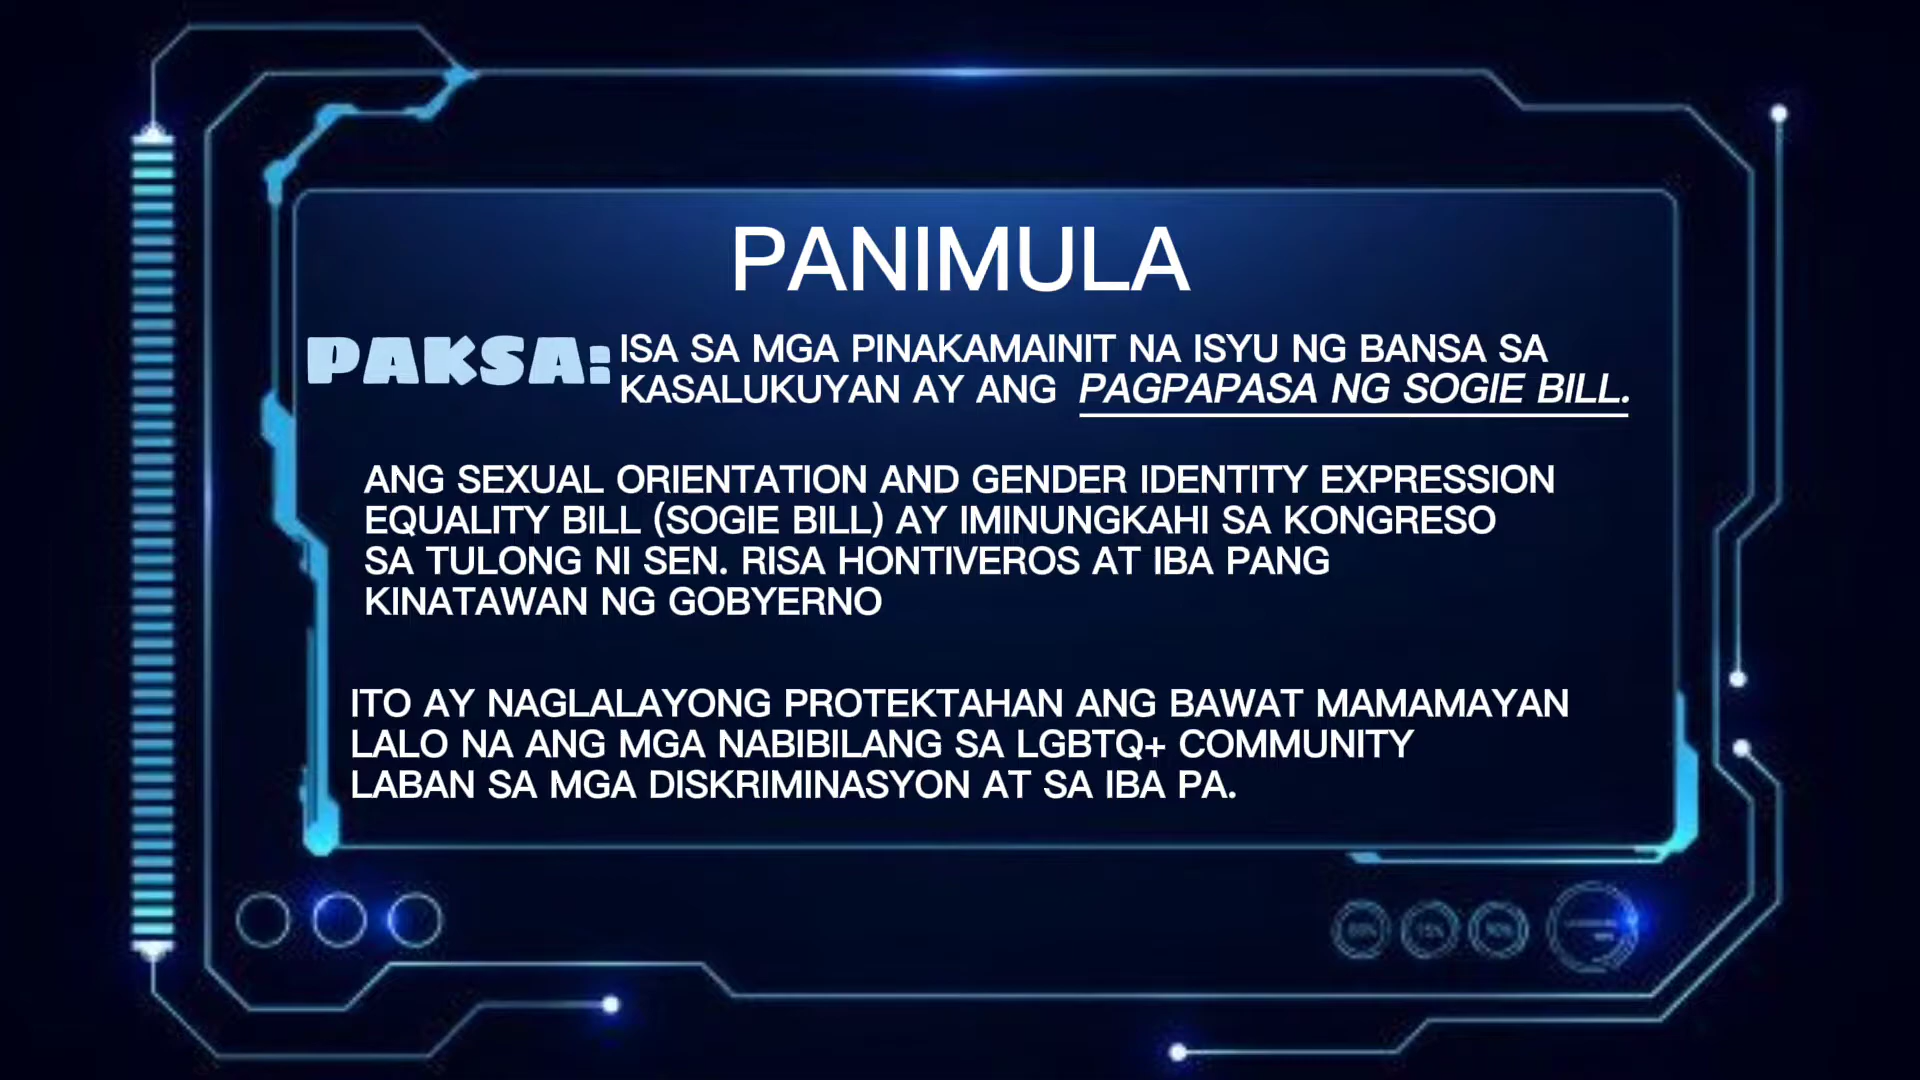 PANIMULA
PAKSA: ISA SA MGA PINAKAMAINIT NA ISYU NG BANSA SA
KASALUKUYAN AY ANG PAGPAPASA NG SOGIE BILL.
ANG SEXUAL ORIENTATION AND GENDER IDENTITY EXPRESSION
EQUALITY BILL (SOGIE BILL) AY IMINUNGKAHI SA KONGRESO
SA TULONG NI SEN. RISA HONTIVEROS AT IBA PANG
KINATAWAN NG GOBYERNO
ITO AY NAGLALAYONG PROTEKTAHAN ANG BAWAT MAMAMAYAN
LALO NA ANG MGA NABIBILANG SA LGBTQ+ COMMUNITY
LABAN SA MGA DISKRIMINASYON AT SA IBA PA.